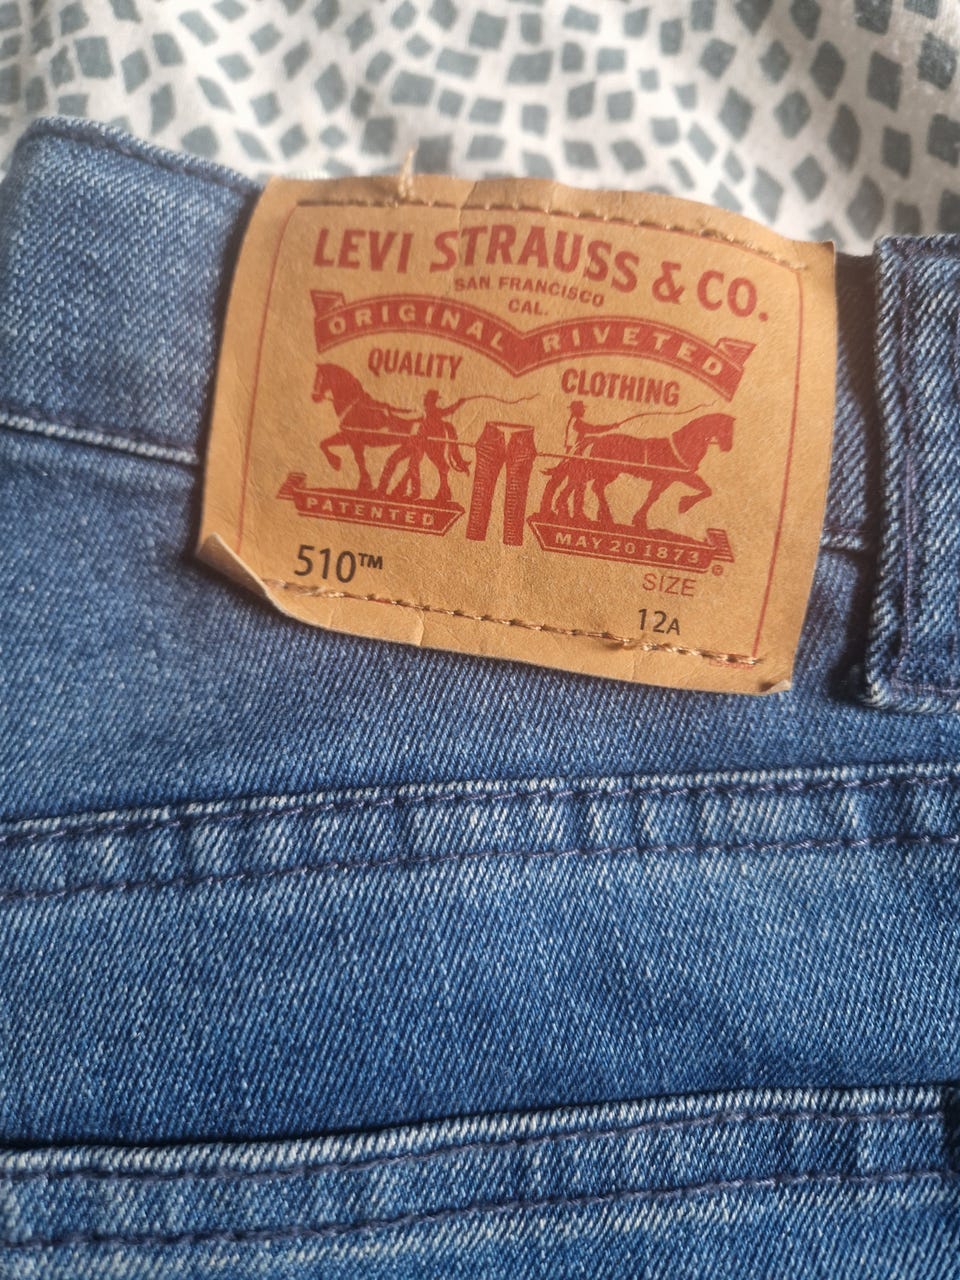 LEVI STRAUSS & CO.
SAN FRANCISCO
CAL.
ORIGINAL RIVETED
QUALITY CLOTHING
PATENTED MAY 20 1873
510™
SIZE
12A